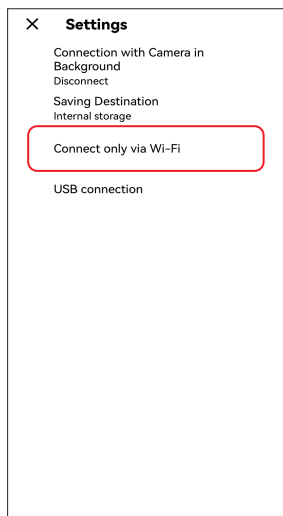 Settings
Connection with Camera in
Background
Disconnect
Saving Destination
Internal storage
Connect only via Wi-Fi
USB connection